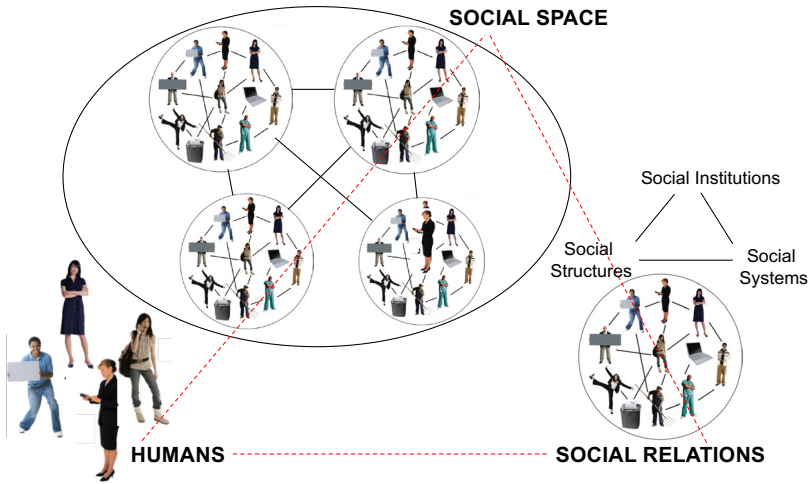 SOCIAL SPACE
Social Institutions
Social
Structures
Social
Systems
HUMANS
SOCIAL RELATIONS